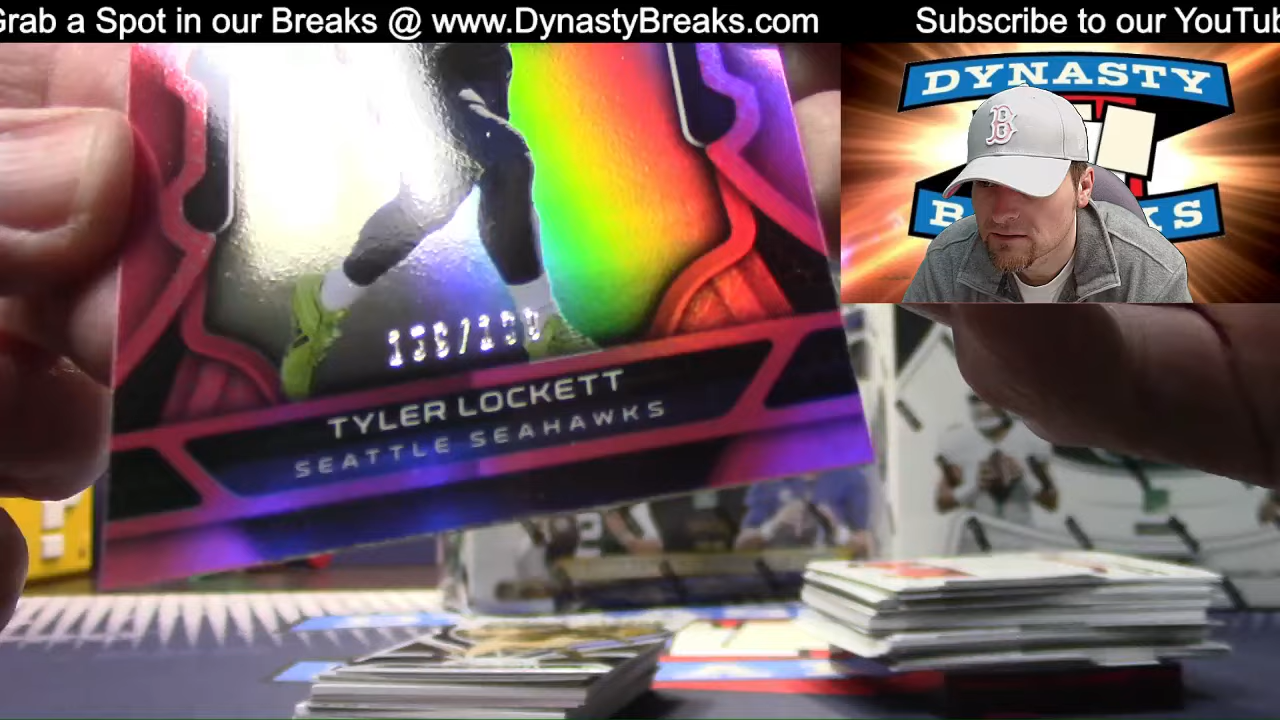 Grab a Spot in our Breaks @ www.DynastyBreaks.com
Subscribe to our YouTub
DYNASTY
TYLER LOCKETT
SEATTLE SEAHAWKS